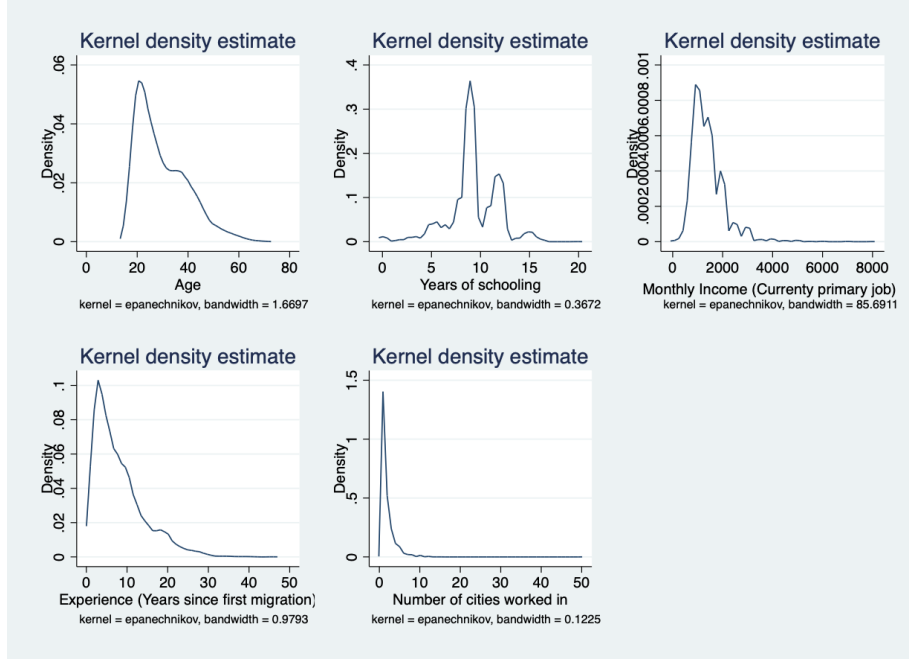 Kernel density estimate
Density
0 .02 .04 .06
0 20 40 60 80
Age
kernel = epanechnikov, bandwidth = 1.6697
Kernel density estimate
Density
0 .1 .2 .3 .4
0 5 10 15 20
Years of schooling
kernel = epanechnikov, bandwidth = 0.3672
Kernel density estimate
Density
0 .0002 .0004 .0006 .0008 .001
0 2000 4000 6000 8000
Monthly Income (Currenty primary job)
kernel = epanechnikov, bandwidth = 85.6911
Kernel density estimate
Density
0 .02 .04 .06 .08 .1
0 10 20 30 40 50
Experience (Years since first migration)
kernel = epanechnikov, bandwidth = 0.9793
Kernel density estimate
Density
0 .5 1 1.5
0 10 20 30 40 50
Number of cities worked in
kernel = epanechnikov, bandwidth = 0.1225